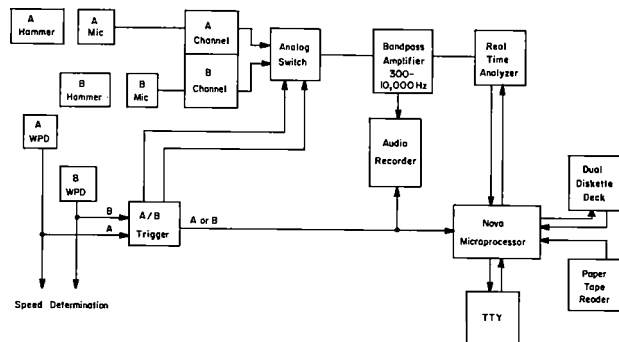 A
Hammer
A
Mic
A
Channel
Analog
Switch
Bandpass
Amplifier
300-
10,000 Hz
Real
Time
Analyzer
B
Hammer
B
Mic
B
Channel
A
WPD
B
WPD
Audio
Recorder
Dual
Diskette
Deck
B
A
A/B
Trigger
A or B
Nova
Microprocessor
Paper
Tape
Reader
Speed Determination
TTY